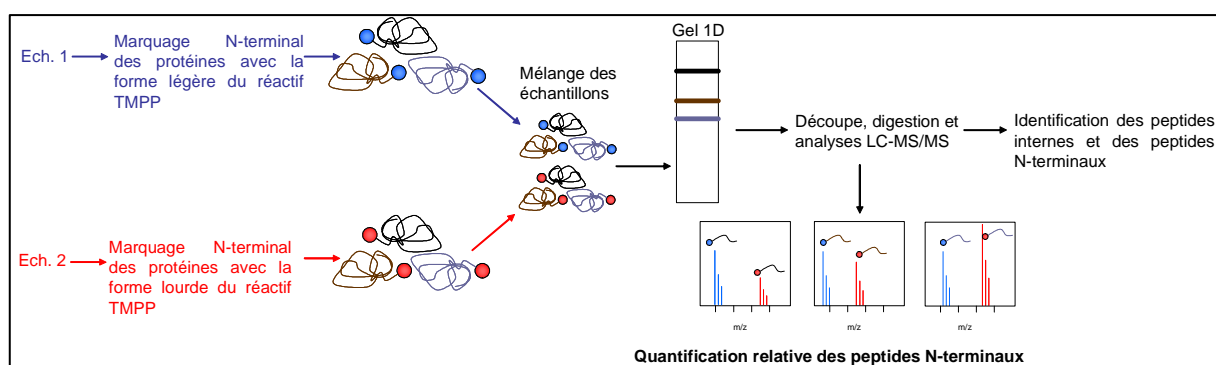 Ech. 1
Marquage N-terminal
des protéines avec la
forme légère du réactif
TMPP
Mélange des
échantillons
Gel 1D
Découpe, digestion et
analyses LC-MS/MS
Identification des peptides
internes et des peptides
N-terminaux
Ech. 2
Marquage N-terminal
des protéines avec la
forme lourde du réactif
TMPP
m/z
m/z
m/z
Quantification relative des peptides N-terminaux